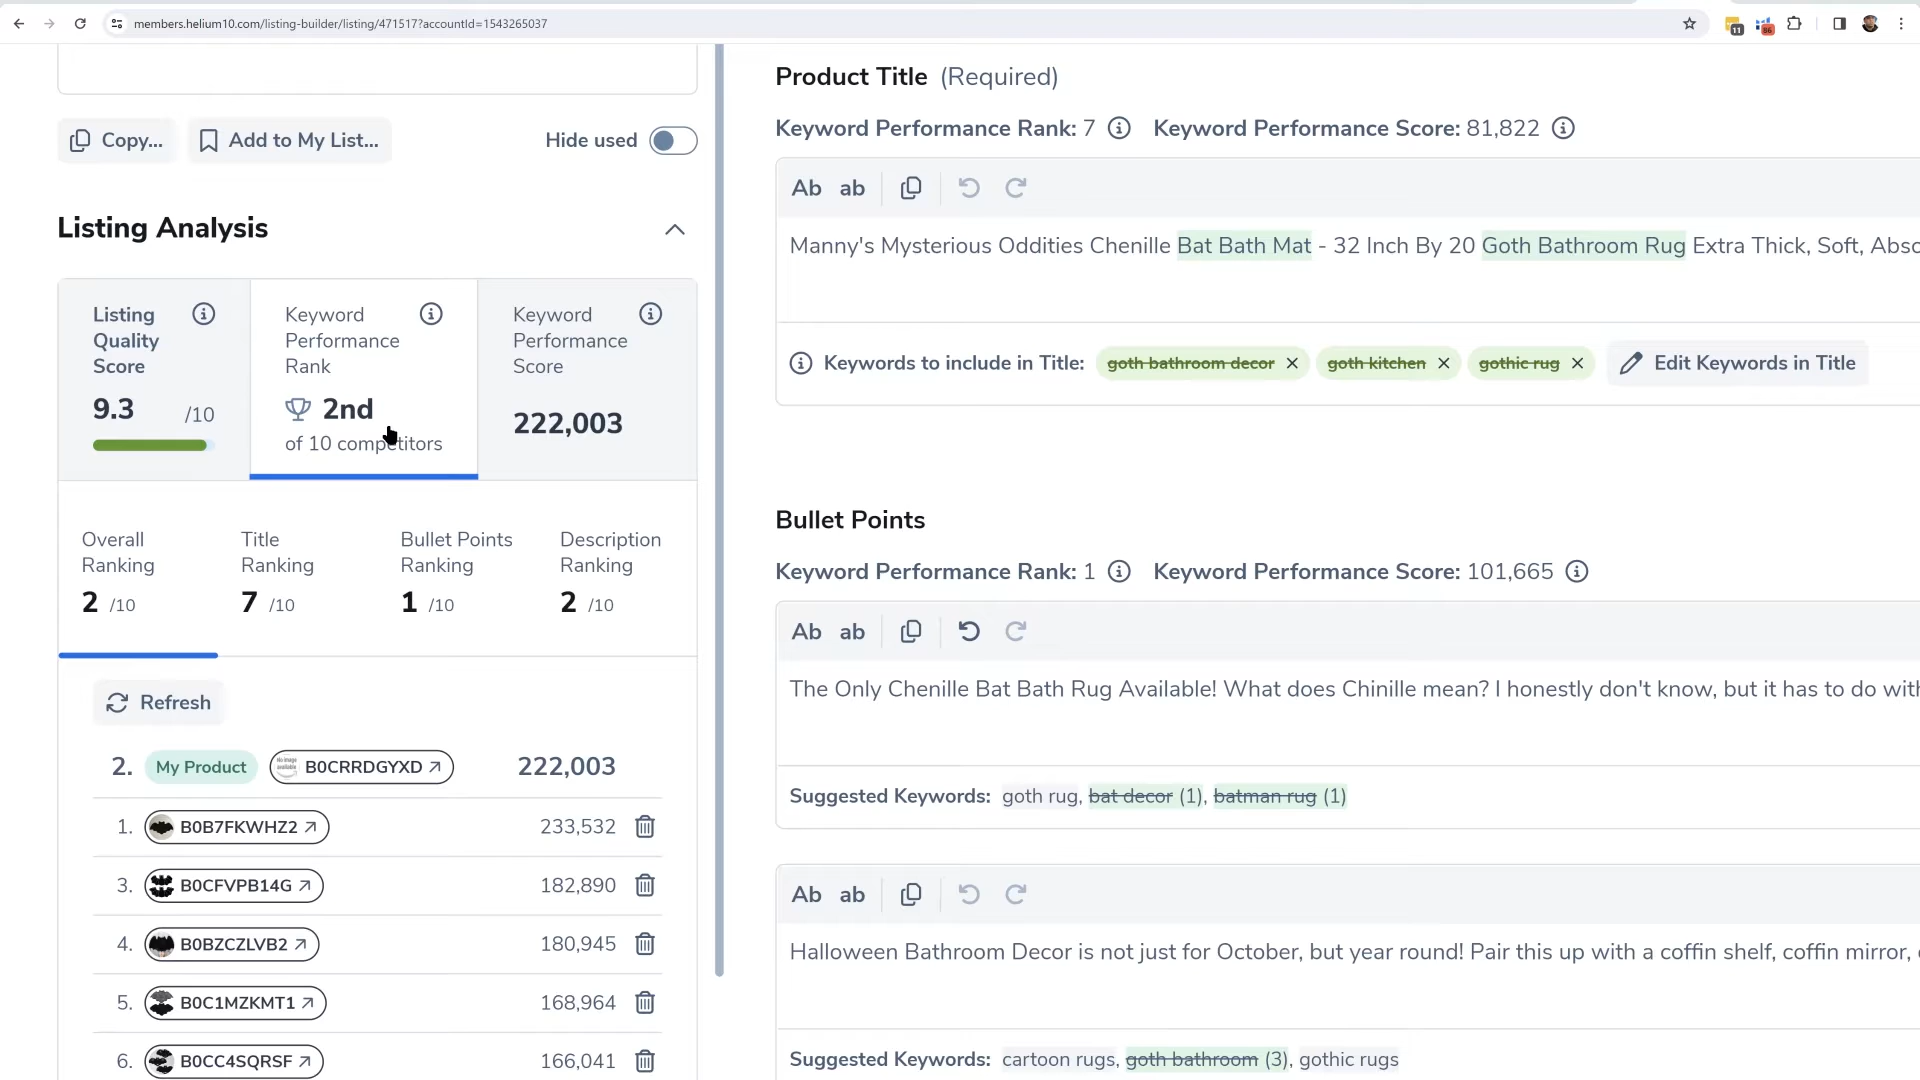 members.helium10.com/listing-builder/listing/471517?accountId=1543265037
11
86
Copy...
Add to My List...
Hide used
Listing Analysis
Listing Quality Score
9.3 /10
Keyword Performance Rank
2nd
of 10 competitors
Keyword Performance Score
222,003
Overall Ranking
2 /10
Title Ranking
7 /10
Bullet Points Ranking
1 /10
Description Ranking
2 /10
Refresh
2. My Product B0CRRDGYXD 222,003
1. B0B7FKWHZ2 233,532
3. B0CFVPB14G 182,890
4. B0BZCZLVB2 180,945
5. B0C1MZKMT1 168,964
6. B0CC4SQRSF 166,041
Product Title (Required)
Keyword Performance Rank: 7 Keyword Performance Score: 81,822
Ab ab
Manny's Mysterious Oddities Chenille Bat Bath Mat - 32 Inch By 20 Goth Bathroom Rug Extra Thick, Soft, Abso
Keywords to include in Title: goth bathroom decor goth kitchen gothic rug Edit Keywords in Title
Bullet Points
Keyword Performance Rank: 1 Keyword Performance Score: 101,665
Ab ab
The Only Chenille Bat Bath Rug Available! What does Chinille mean? I honestly don't know, but it has to do with
Suggested Keywords: goth rug, bat decor (1), batman rug (1)
Ab ab
Halloween Bathroom Decor is not just for October, but year round! Pair this up with a coffin shelf, coffin mirror,
Suggested Keywords: cartoon rugs, goth bathroom (3), gothic rugs